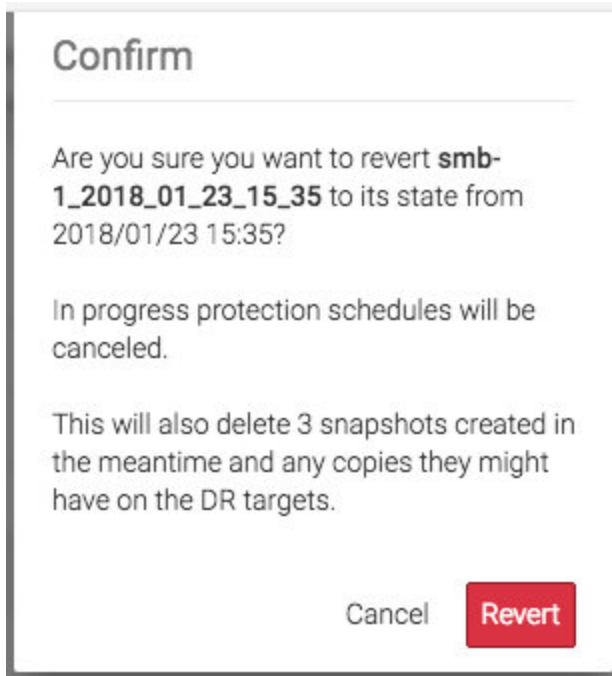 Confirm
Are you sure you want to revert smb-
1_2018_01_23_15_35 to its state from
2018/01/23 15:35?
In progress protection schedules will be
canceled.
This will also delete 3 snapshots created in
the meantime and any copies they might
have on the DR targets.
Cancel Revert